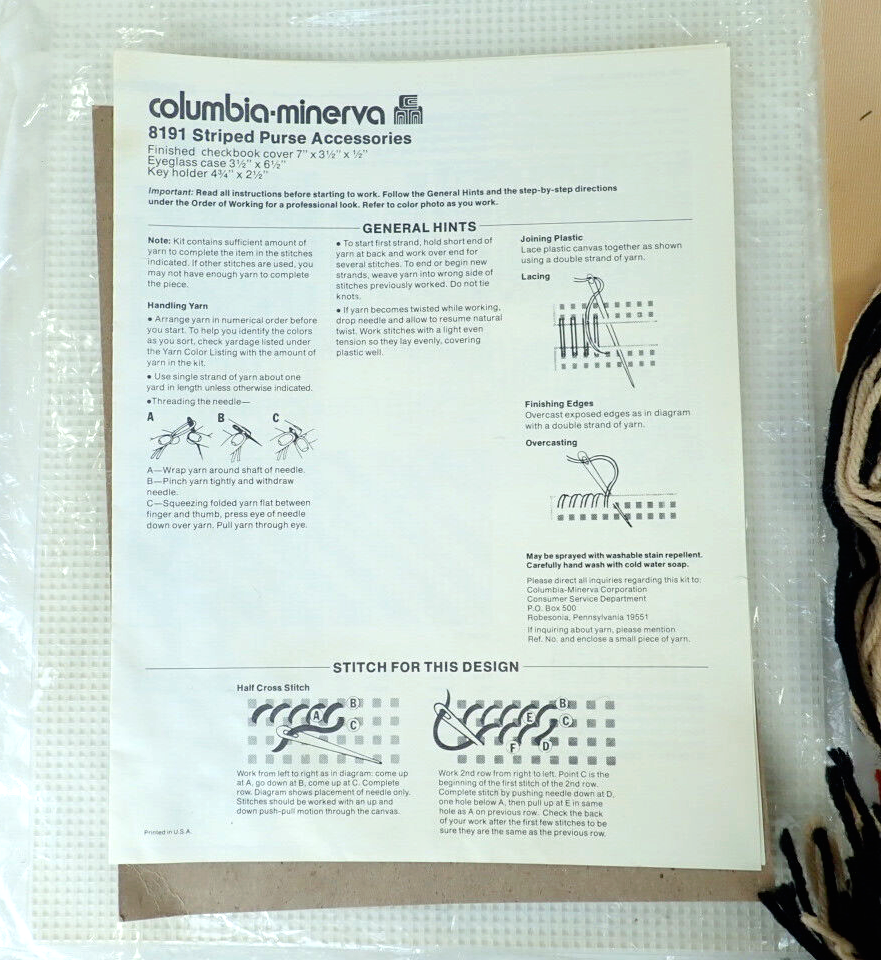 columbia-minerva
8191 Striped Purse Accessories
Finished checkbook cover 7" x 3½" x ½"
Eyeglass case 3½" x 6½"
Key holder 4¾" x 2½"
Important: Read all instructions before starting to work. Follow the General Hints and the step-by-step directions
under the Order of Working for a professional look. Refer to color photo as you work.
GENERAL HINTS
Note: Kit contains sufficient amount of
yarn to complete the item in the stitches
indicated. If other stitches are used, you
may not have enough yarn to complete
the piece.
Handling Yarn
• Arrange yarn in numerical order before
you start. To help you identify the colors
as you sort, check yardage listed under
the Yarn Color Listing with the amount of
yarn in the kit.
• Use single strand of yarn about one
yard in length unless otherwise indicated.
•Threading the needle—
A B C
A—Wrap yarn around shaft of needle.
B—Pinch yarn tightly and withdraw
needle.
C—Squeezing folded yarn flat between
finger and thumb, press eye of needle
down over yarn. Pull yarn through eye.
• To start first strand, hold short end of
yarn at back and work over end for
several stitches. To end or begin new
strands, weave yarn into wrong side of
stitches previously worked. Do not tie
knots.
• If yarn becomes twisted while working,
drop needle and allow to resume natural
twist. Work stitches with a light even
tension so they lay evenly, covering
plastic well.
Joining Plastic
Lace plastic canvas together as shown
using a double strand of yarn.
Lacing
Finishing Edges
Overcast exposed edges as in diagram
with a double strand of yarn.
Overcasting
May be sprayed with washable stain repellent.
Carefully hand wash with cold water soap.
Please direct all inquiries regarding this kit to:
Columbia-Minerva Corporation
Consumer Service Department
P.O. Box 500
Robesonia, Pennsylvania 19551
If inquiring about yarn, please mention
Ref. No. and enclose a small piece of yarn.
STITCH FOR THIS DESIGN
Half Cross Stitch
B
A
C
Work from left to right as in diagram: come up
at A, go down at B, come up at C. Complete
row. Diagram shows placement of needle only.
Stitches should be worked with an up and
down push-pull motion through the canvas.
B
E
C
F
D
Work 2nd row from right to left. Point C is the
beginning of the first stitch of the 2nd row.
Complete stitch by pushing needle down at D,
one hole below A, then pull up at E in same
hole as A on previous row. Check the back
of your work after the first few stitches to be
sure they are the same as the previous row.
Printed in U.S.A.